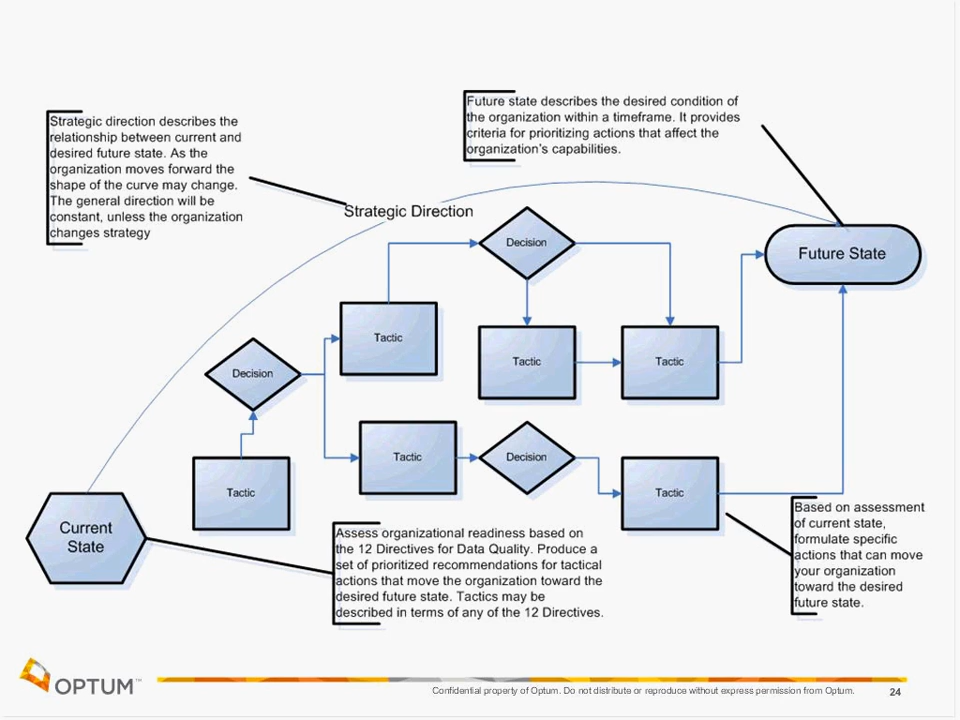 Strategic direction describes the
relationship between current and
desired future state. As the
organization moves forward the
shape of the curve may change.
The general direction will be
constant, unless the organization
changes strategy
Future state describes the desired condition of
the organization within a timeframe. It provides
criteria for prioritizing actions that affect the
organization's capabilities.
Strategic Direction
Decision
Future State
Tactic
Tactic
Tactic
Decision
Tactic
Decision
Tactic
Tactic
Current
State
Assess organizational readiness based on
the 12 Directives for Data Quality. Produce a
set of prioritized recommendations for tactical
actions that move the organization toward the
desired future state. Tactics may be
described in terms of any of the 12 Directives.
Based on assessment
of current state,
formulate specific
actions that can move
your organization
toward the desired
future state.
OPTUM™
Confidential property of Optum. Do not distribute or reproduce without express permission from Optum.
24